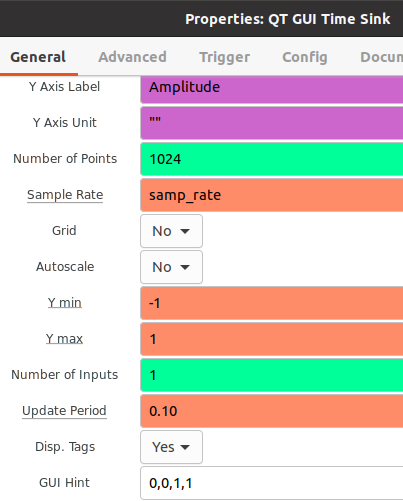 Properties: QT GUI Time Sink
General Advanced Trigger Config Docum
Y Axis Label Amplitude
Y Axis Unit ""
Number of Points 1024
Sample Rate samp_rate
Grid No
Autoscale No
Y min -1
Y max 1
Number of Inputs 1
Update Period 0.10
Disp. Tags Yes
GUI Hint 0,0,1,1